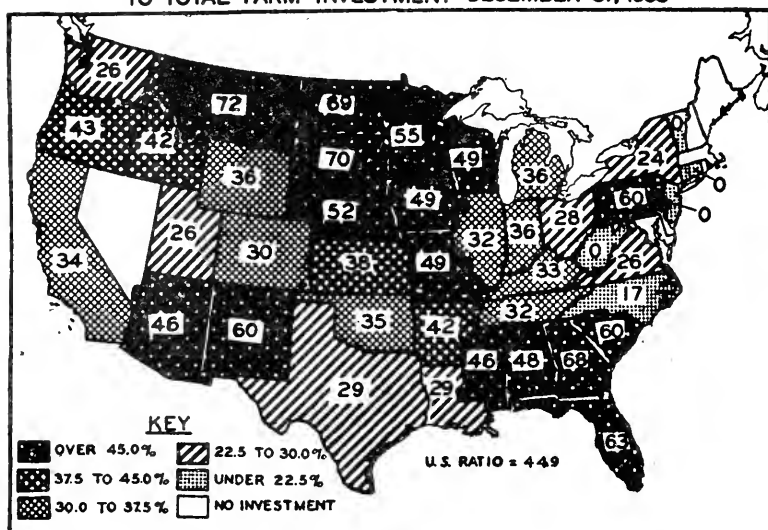 TO TOTAL FARM INVESTMENT DECEMBER
26 72 69 55 49 36 24 0 0
43 42 36 70 49 60 0
52 32 36 28 0 26
34 26 30 38 49 33 17
46 60 35 42 32 60
29 29 46 48 68
63
KEY
OVER 45.0% 22.5 TO 30.0%
37.5 TO 45.0% UNDER 22.5%
30.0 TO 37.5% NO INVESTMENT
U.S. RATIO = 44.9